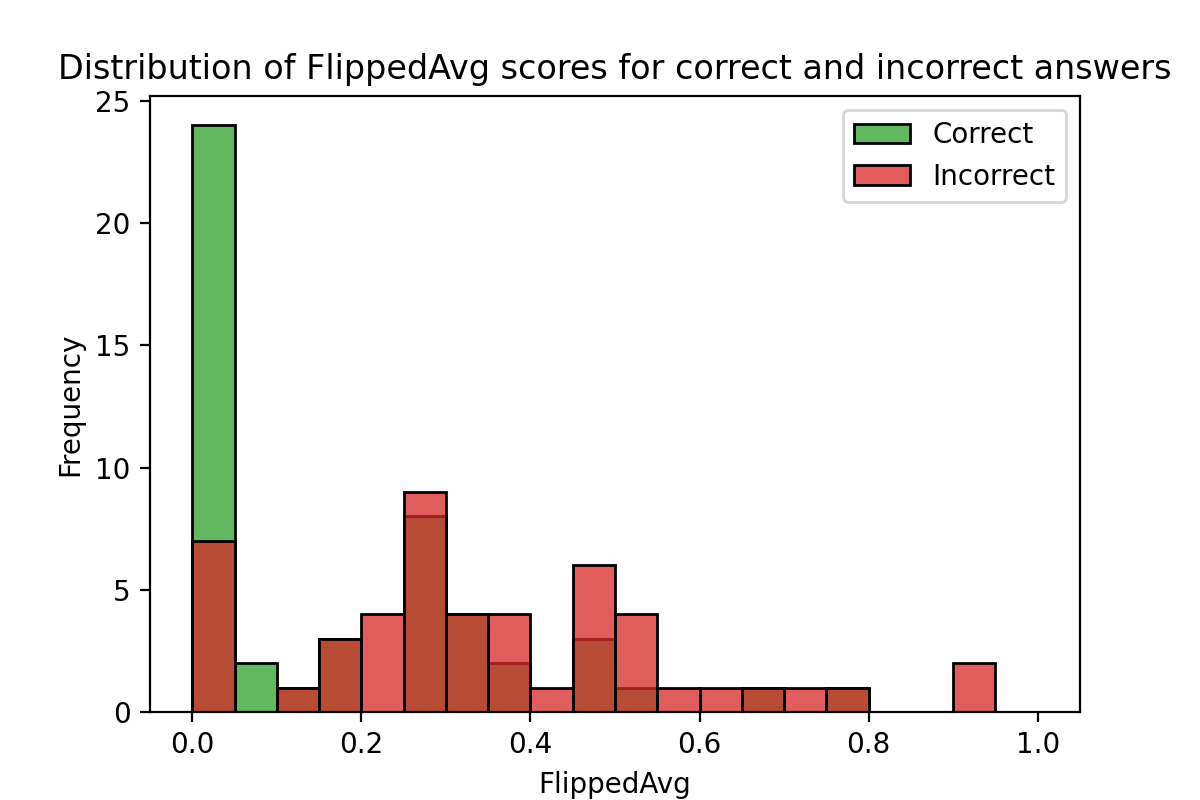 Distribution of FlippedAvg scores for correct and incorrect answers
25
20
15
10
5
0
Frequency
Correct
Incorrect
0.0 0.2 0.4 0.6 0.8 1.0
FlippedAvg